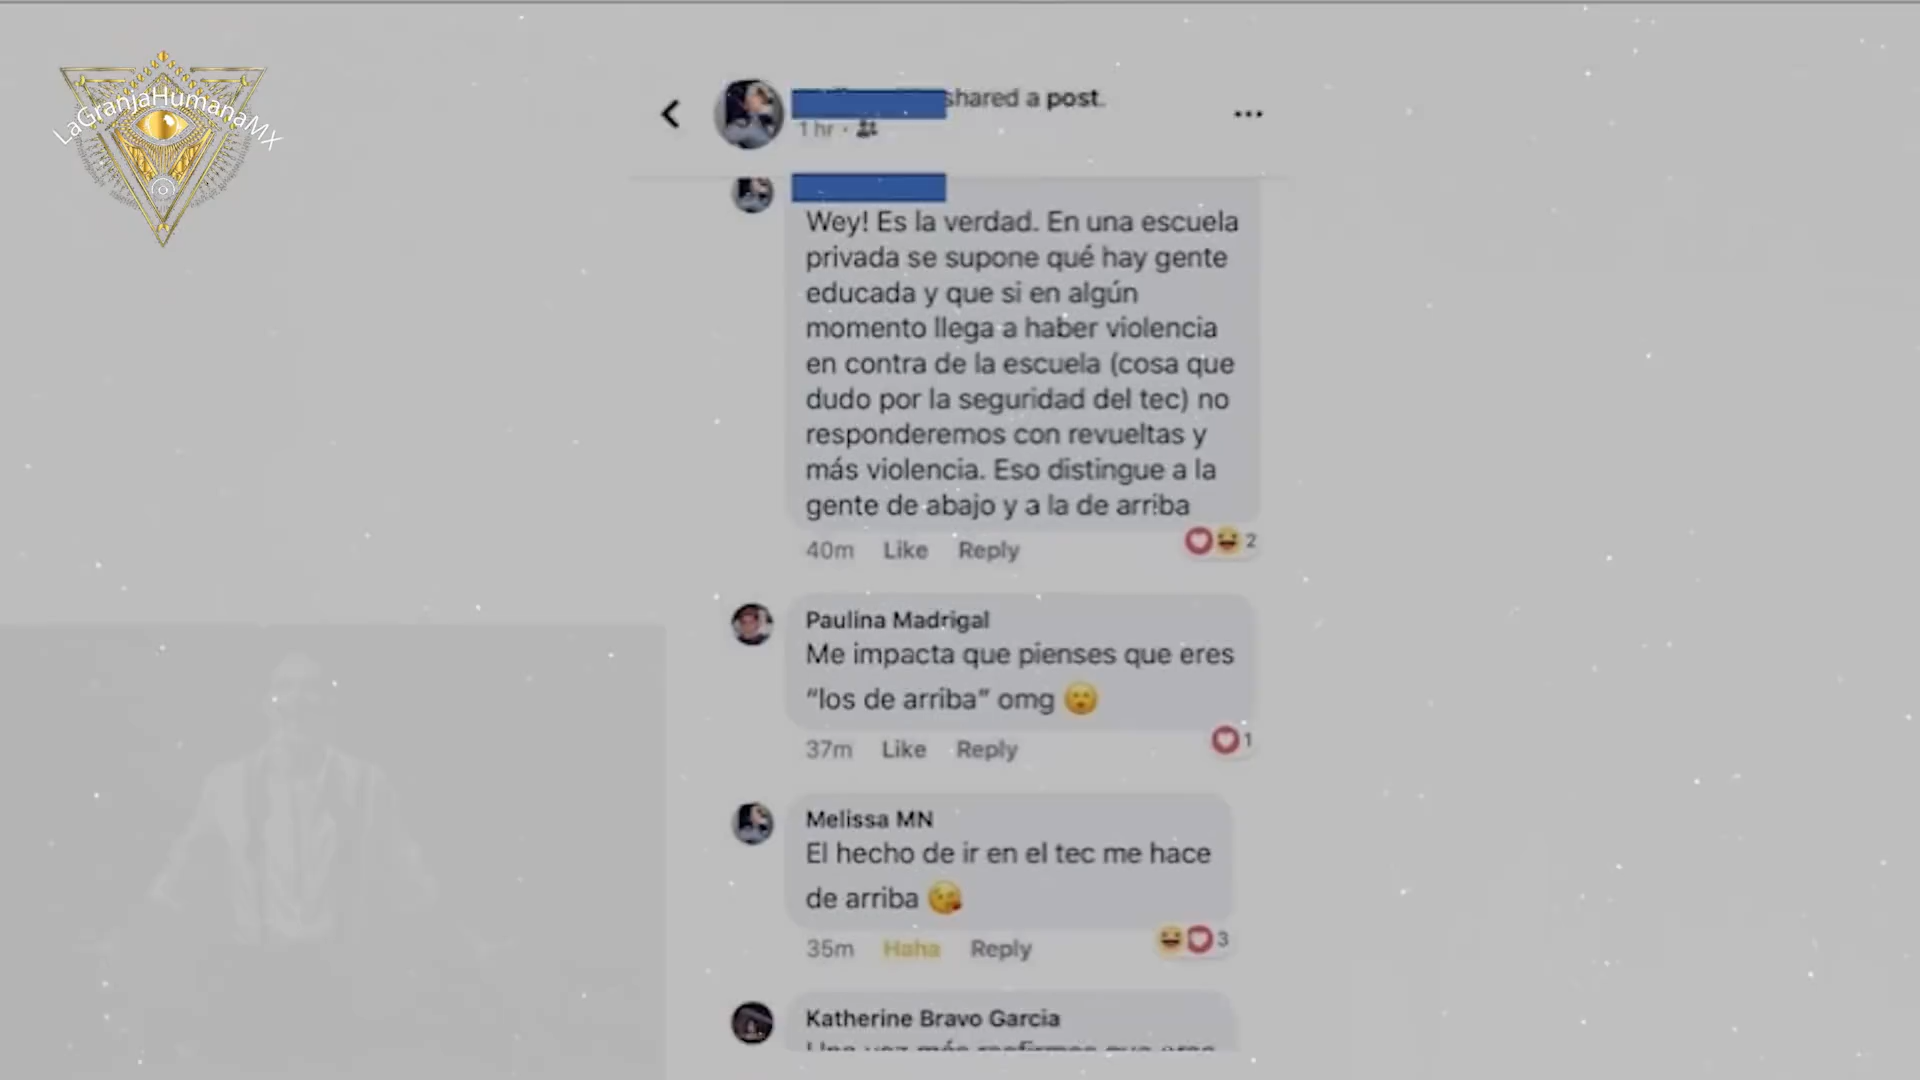 LaGranjaHumanaMX
shared a post.
1 hr ·
Wey! Es la verdad. En una escuela
privada se supone qué hay gente
educada y que si en algún
momento llega a haber violencia
en contra de la escuela (cosa que
dudo por la seguridad del tec) no
responderemos con revueltas y
más violencia. Eso distingue a la
gente de abajo y a la de arriba
40m Like Reply 2
Paulina Madrigal
Me impacta que pienses que eres
“los de arriba” omg 😮
37m Like Reply 1
Melissa MN
El hecho de ir en el tec me hace
de arriba 😘
35m Haha Reply 3
Katherine Bravo Garcia